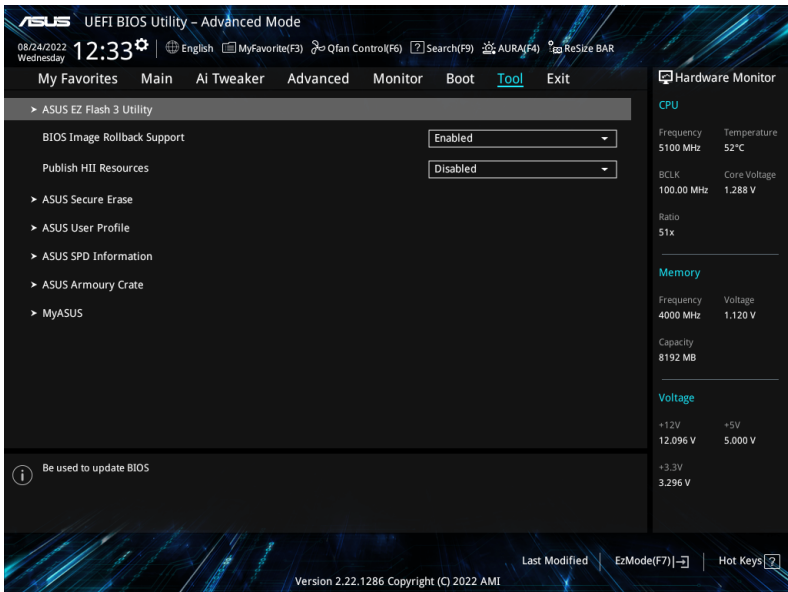 ASUS UEFI BIOS Utility – Advanced Mode
08/24/2022 Wednesday 12:33 English MyFavorite(F3) Qfan Control(F6) ? Search(F9) AURA(F4) ReSize BAR
My Favorites Main Ai Tweaker Advanced Monitor Boot Tool Exit
ASUS EZ Flash 3 Utility
BIOS Image Rollback Support Enabled
Publish HII Resources Disabled
ASUS Secure Erase
ASUS User Profile
ASUS SPD Information
ASUS Armoury Crate
MyASUS
Be used to update BIOS
Hardware Monitor
CPU
Frequency Temperature
5100 MHz 52°C
BCLK Core Voltage
100.00 MHz 1.288 V
Ratio
51x
Memory
Frequency Voltage
4000 MHz 1.120 V
Capacity
8192 MB
Voltage
+12V +5V
12.096 V 5.000 V
+3.3V
3.296 V
Last Modified EzMode(F7) Hot Keys ?
Version 2.22.1286 Copyright (C) 2022 AMI